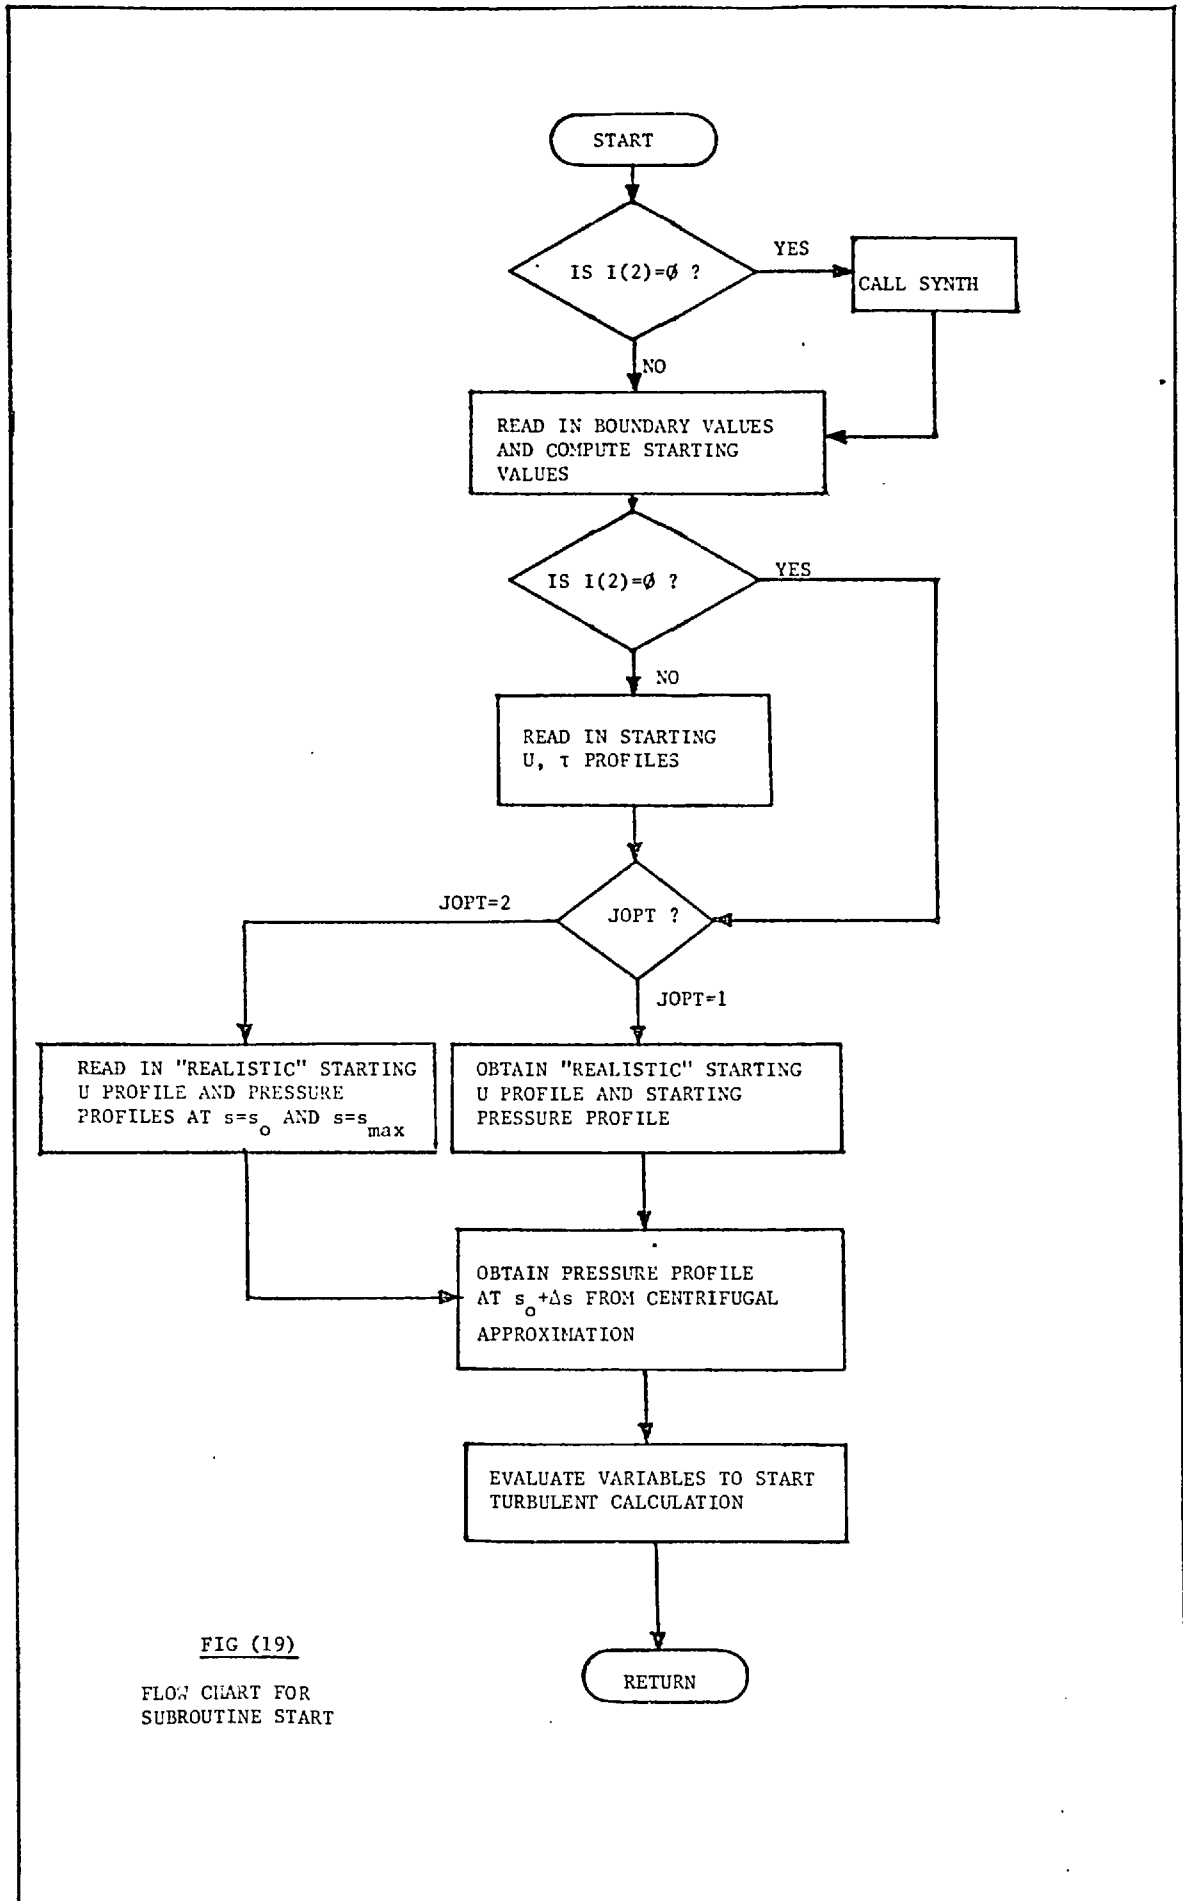 START
IS I(2)=Ø ?
YES
CALL SYNTH
NO
READ IN BOUNDARY VALUES
AND COMPUTE STARTING
VALUES
IS I(2)=Ø ?
YES
NO
READ IN STARTING
U, τ PROFILES
JOPT=2
JOPT ?
JOPT=1
READ IN "REALISTIC" STARTING
U PROFILE AND PRESSURE
PROFILES AT s=s_o AND s=s_max
OBTAIN "REALISTIC" STARTING
U PROFILE AND STARTING
PRESSURE PROFILE
OBTAIN PRESSURE PROFILE
AT s_o+Δs FROM CENTRIFUGAL
APPROXIMATION
EVALUATE VARIABLES TO START
TURBULENT CALCULATION
RETURN
FIG (19)
FLOW CHART FOR
SUBROUTINE START